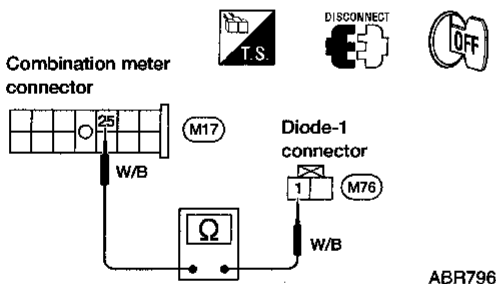 DISCONNECT
T.S.
OFF
Combination meter
connector
25
M17
W/B
Diode-1
connector
1
M76
Ω
W/B
ABR796